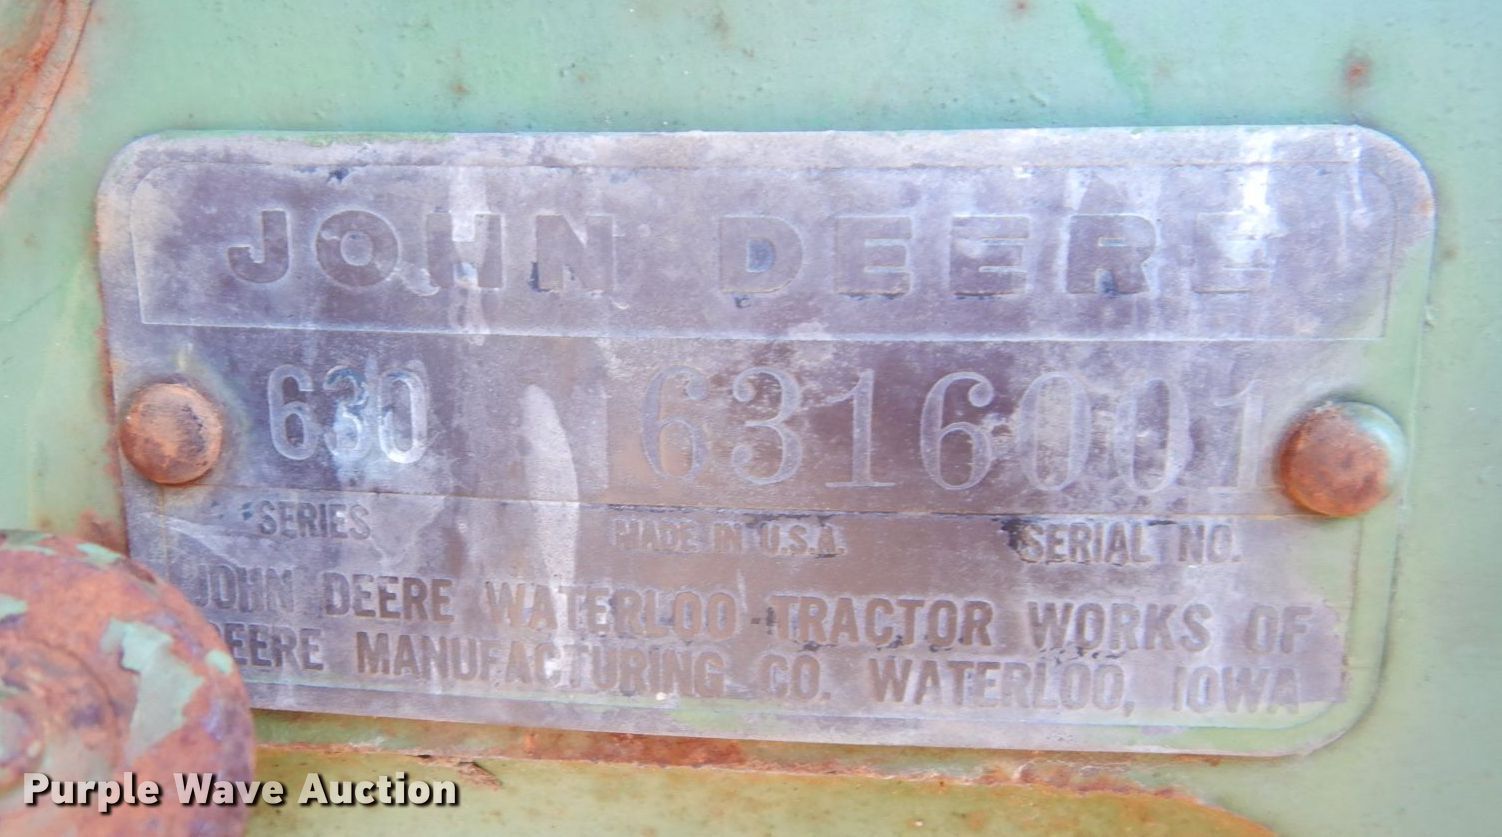 JOHN DEERE
630 6316001
SERIES MADE IN U.S.A. SERIAL NO.
JOHN DEERE WATERLOO TRACTOR WORKS OF
DEERE MANUFACTURING CO. WATERLOO, IOWA
Purple Wave Auction